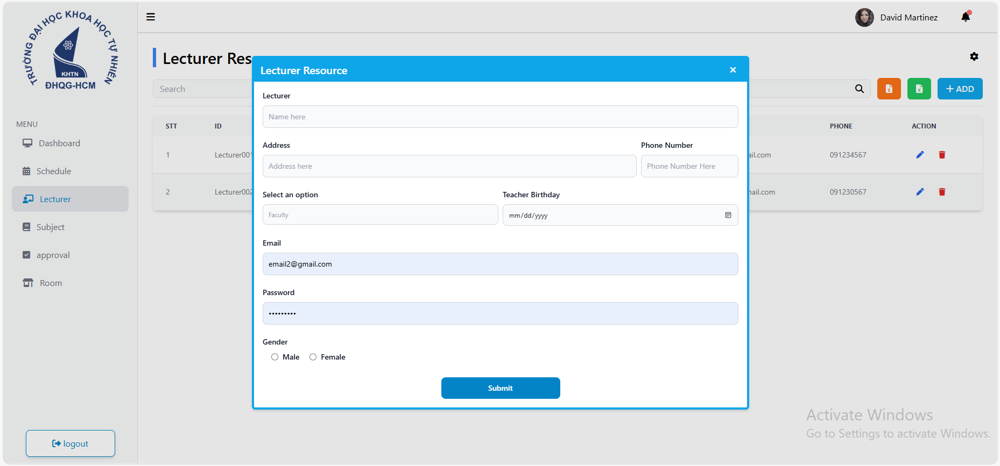 TRƯỜNG ĐẠI HỌC KHOA HỌC TỰ NHIÊN
KHTN
ĐHQG-HCM
MENU
Dashboard
Schedule
Lecturer
Subject
approval
Room
logout
David Martinez
Lecturer Res
Search
ADD
STT ID PHONE ACTION
1 Lecturer001 ail.com 091234567
2 Lecturer002 nail.com 091230567
Lecturer Resource
Lecturer
Name here
Address Phone Number
Address here Phone Number Here
Select an option Teacher Birthday
Faculty mm/dd/yyyy
Email
email2@gmail.com
Password
•••••••••
Gender
Male Female
Submit
Activate Windows
Go to Settings to activate Windows.